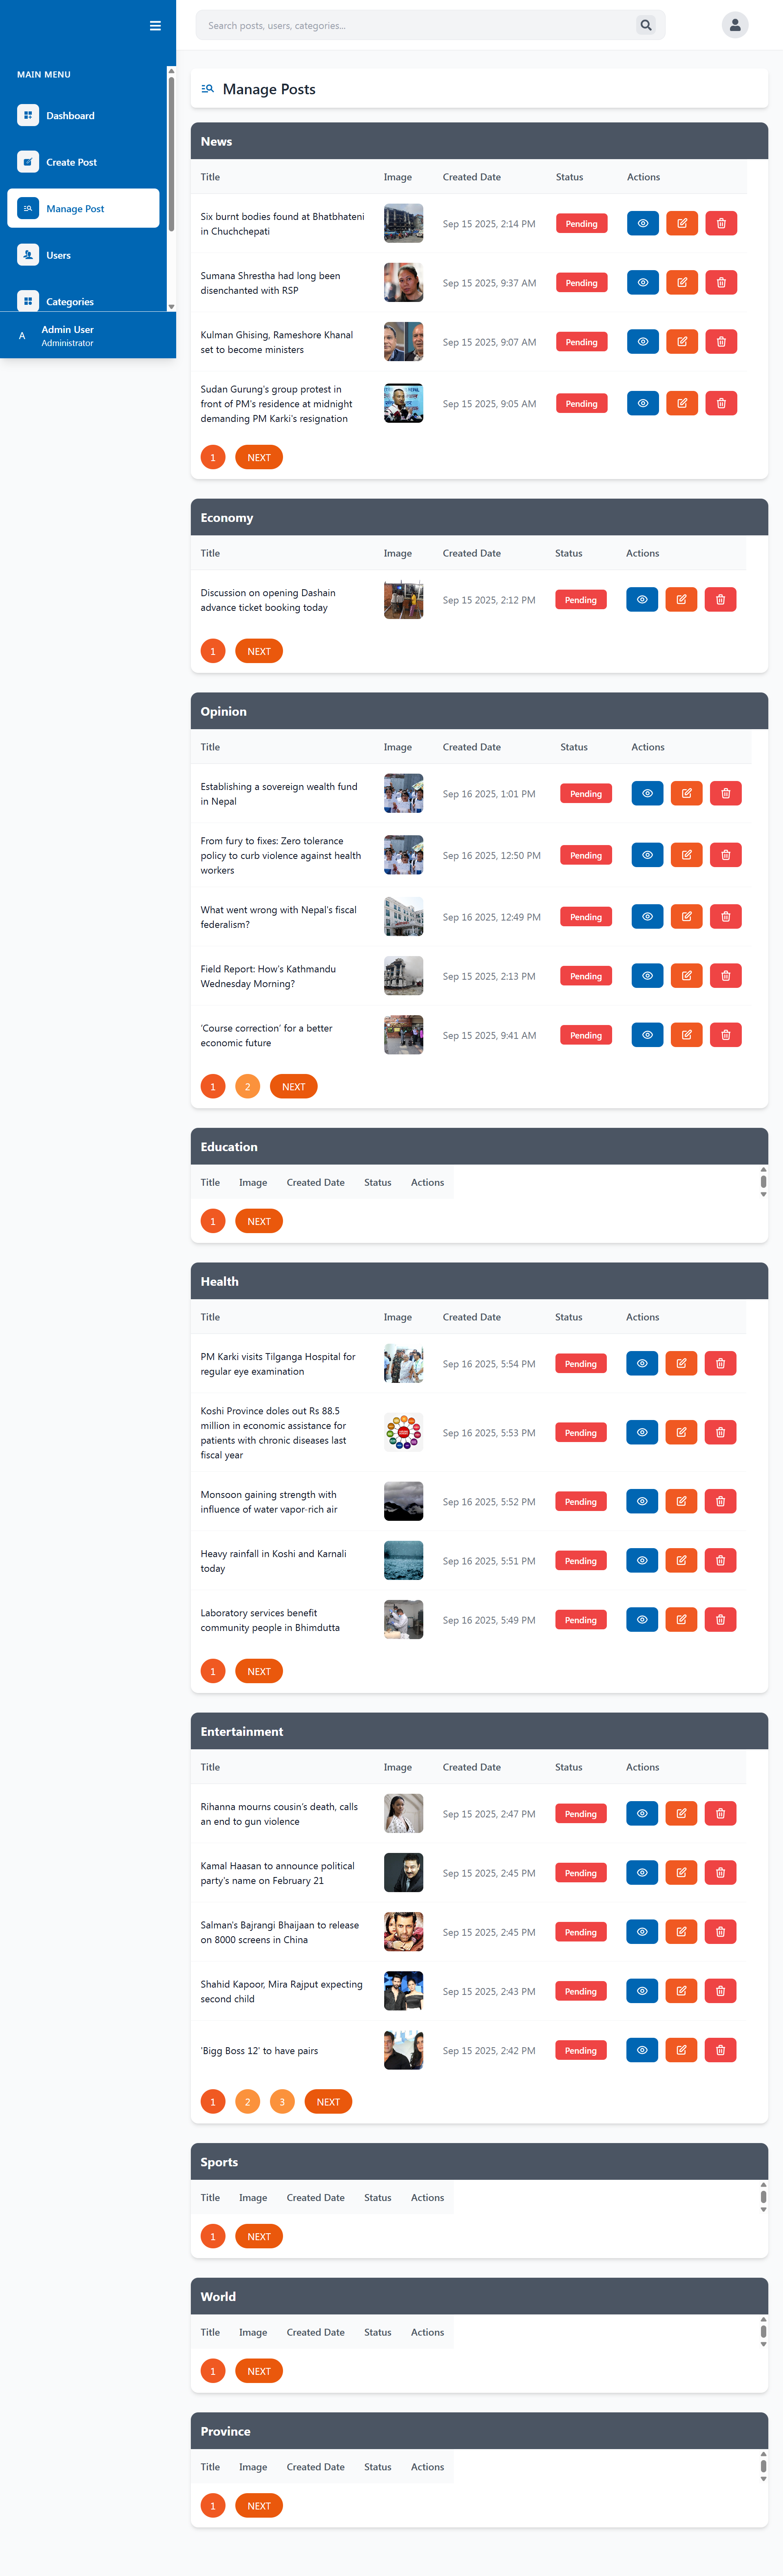 MAIN MENU
Dashboard
Create Post
Manage Post
Users
Categories
A
Admin User
Administrator
Search posts, users, categories...
Manage Posts
News
Title Image Created Date Status Actions
Six burnt bodies found at Bhatbhateni
in Chuchchepati
Sep 15 2025, 2:14 PM Pending
Sumana Shrestha had long been
disenchanted with RSP
Sep 15 2025, 9:37 AM Pending
Kulman Ghising, Rameshore Khanal
set to become ministers
Sep 15 2025, 9:07 AM Pending
Sudan Gurung's group protest in
front of PM's residence at midnight
demanding PM Karki's resignation
Sep 15 2025, 9:05 AM Pending
1 NEXT
Economy
Title Image Created Date Status Actions
Discussion on opening Dashain
advance ticket booking today
Sep 15 2025, 2:12 PM Pending
1 NEXT
Opinion
Title Image Created Date Status Actions
Establishing a sovereign wealth fund
in Nepal
Sep 16 2025, 1:01 PM Pending
From fury to fixes: Zero tolerance
policy to curb violence against health
workers
Sep 16 2025, 12:50 PM Pending
What went wrong with Nepal's fiscal
federalism?
Sep 16 2025, 12:49 PM Pending
Field Report: How's Kathmandu
Wednesday Morning?
Sep 15 2025, 2:13 PM Pending
'Course correction' for a better
economic future
Sep 15 2025, 9:41 AM Pending
1 2 NEXT
Education
Title Image Created Date Status Actions
1 NEXT
Health
Title Image Created Date Status Actions
PM Karki visits Tilganga Hospital for
regular eye examination
Sep 16 2025, 5:54 PM Pending
Koshi Province doles out Rs 88.5
million in economic assistance for
patients with chronic diseases last
fiscal year
Sep 16 2025, 5:53 PM Pending
Monsoon gaining strength with
influence of water vapor-rich air
Sep 16 2025, 5:52 PM Pending
Heavy rainfall in Koshi and Karnali
today
Sep 16 2025, 5:51 PM Pending
Laboratory services benefit
community people in Bhimdutta
Sep 16 2025, 5:49 PM Pending
1 NEXT
Entertainment
Title Image Created Date Status Actions
Rihanna mourns cousin's death, calls
an end to gun violence
Sep 15 2025, 2:47 PM Pending
Kamal Haasan to announce political
party's name on February 21
Sep 15 2025, 2:45 PM Pending
Salman's Bajrangi Bhaijaan to release
on 8000 screens in China
Sep 15 2025, 2:45 PM Pending
Shahid Kapoor, Mira Rajput expecting
second child
Sep 15 2025, 2:43 PM Pending
'Bigg Boss 12' to have pairs
Sep 15 2025, 2:42 PM Pending
1 2 3 NEXT
Sports
Title Image Created Date Status Actions
1 NEXT
World
Title Image Created Date Status Actions
1 NEXT
Province
Title Image Created Date Status Actions
1 NEXT